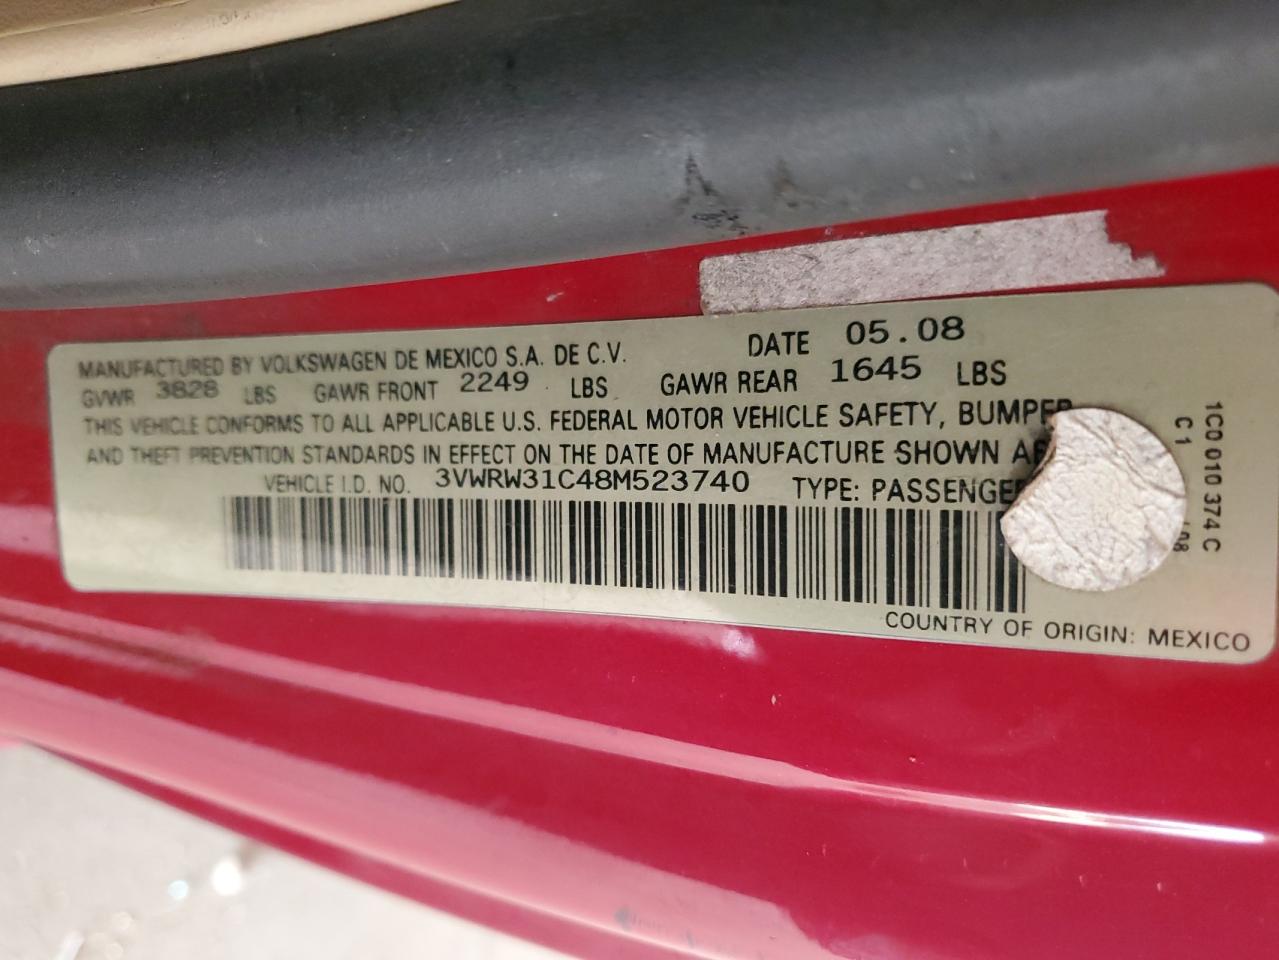 MANUFACTURED BY VOLKSWAGEN DE MEXICO S.A. DE C.V. DATE 05.08
GVWR 3828 LBS GAWR FRONT 2249 LBS GAWR REAR 1645 LBS
THIS VEHICLE CONFORMS TO ALL APPLICABLE U.S. FEDERAL MOTOR VEHICLE SAFETY, BUMPER
AND THEFT PREVENTION STANDARDS IN EFFECT ON THE DATE OF MANUFACTURE SHOWN
VEHICLE I.D. NO. 3VWRW31C48M523740 TYPE: PASSENGE
COUNTRY OF ORIGIN: MEXICO
1C0 010 374 C
C 1